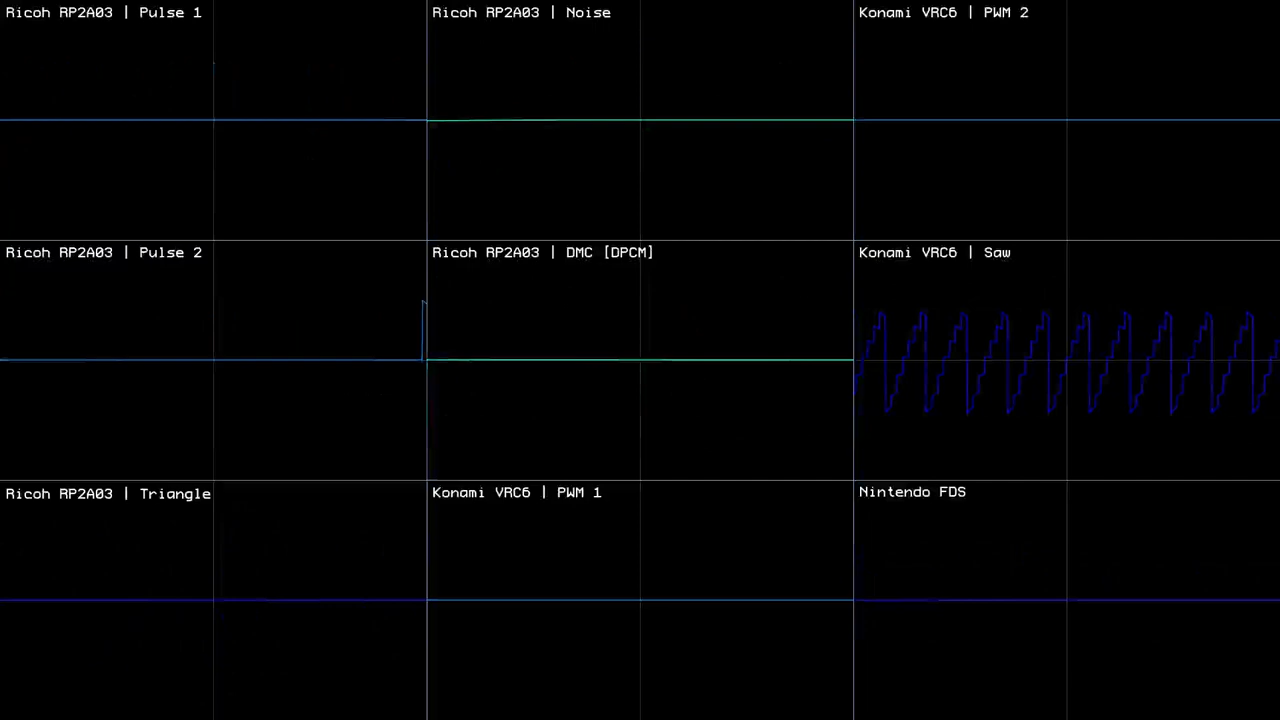 Ricoh RP2A03 | Pulse 1
Ricoh RP2A03 | Noise
Konami VRC6 | PWM 2
Ricoh RP2A03 | Pulse 2
Ricoh RP2A03 | DMC [DPCM]
Konami VRC6 | Saw
Ricoh RP2A03 | Triangle
Konami VRC6 | PWM 1
Nintendo FDS